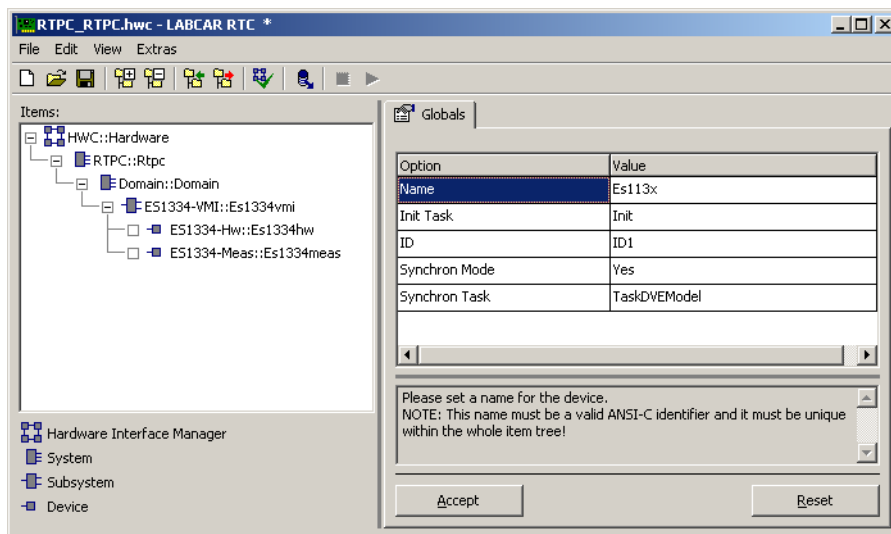 RTPC_RTPC.hwc - LABCAR RTC *
File Edit View Extras
Items:
HWC::Hardware
RTPC::Rtpc
Domain::Domain
ES1334-VMI::Es1334vmi
ES1334-Hw::Es1334hw
ES1334-Meas::Es1334meas
Hardware Interface Manager
System
Subsystem
Device
Globals
Option Value
Name Es113x
Init Task Init
ID ID1
Synchron Mode Yes
Synchron Task TaskDVEModel
Please set a name for the device.
NOTE: This name must be a valid ANSI-C identifier and it must be unique
within the whole item tree!
Accept Reset